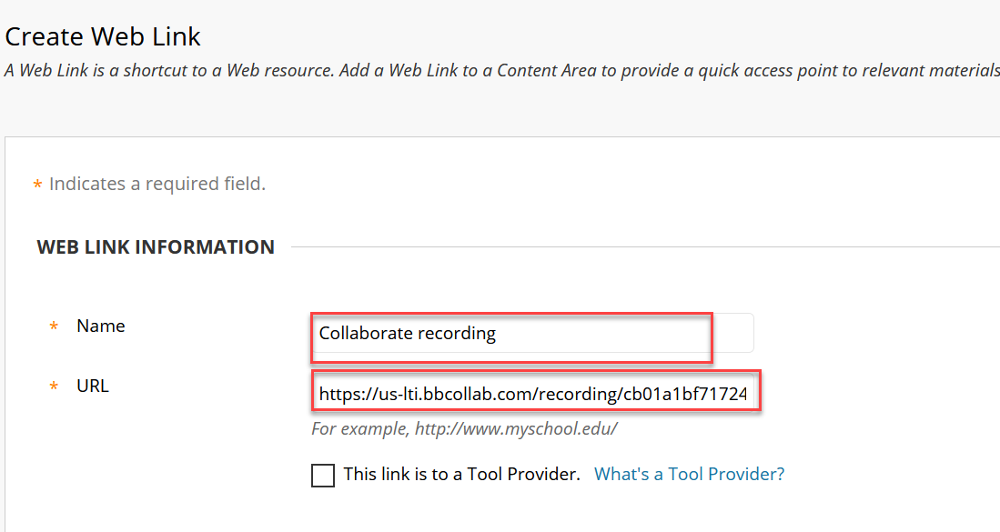 Create Web Link
A Web Link is a shortcut to a Web resource. Add a Web Link to a Content Area to provide a quick access point to relevant materials
* Indicates a required field.
WEB LINK INFORMATION
* Name
Collaborate recording
* URL
https://us-lti.bbcollab.com/recording/cb01a1bf71724
For example, http://www.myschool.edu/
This link is to a Tool Provider. What's a Tool Provider?